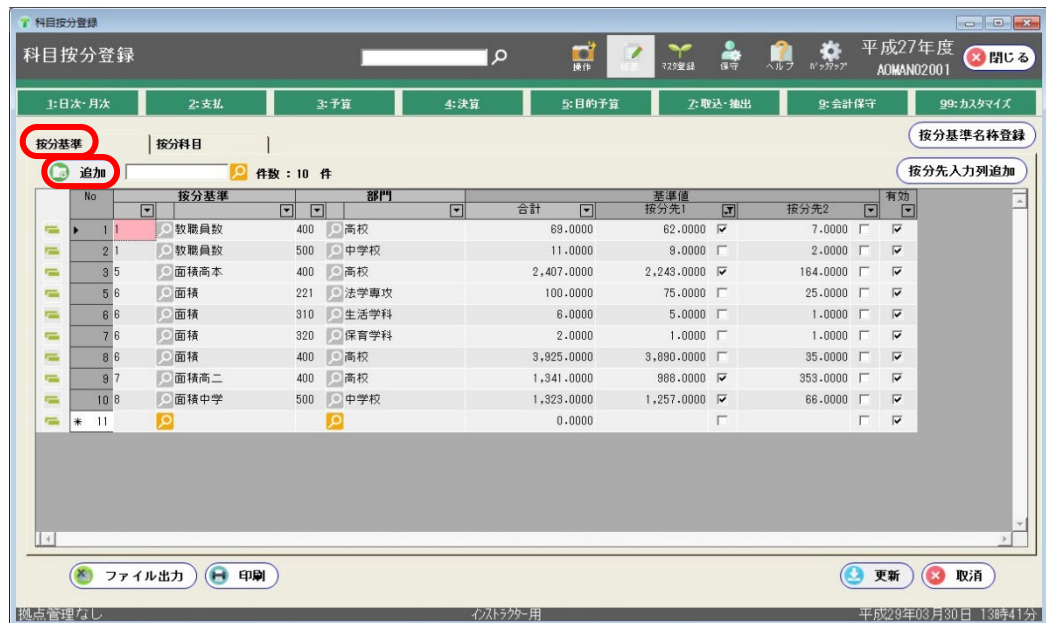 科目按分登録
科目按分登録 操作 マスタ登録 保守 ヘルプ ﾊﾞｯｸｱｯﾌﾟ 平成27年度 AOMAN02001 閉じる
1:日次・月次 2:支払 3:予算 4:決算 5:目的予算 7:取込・抽出 9:会計保守 99:カスタマイズ
按分基準 按分科目 按分基準名称登録
追加 件数 : 10 件 按分先入力列追加
No 按分基準 部門 基準値 有効
合計 按分先1 按分先2
1 1 教職員数 400 高校 69.0000 62.0000 7.0000
2 1 教職員数 500 中学校 11.0000 9.0000 2.0000
3 5 面積高本 400 高校 2,407.0000 2,243.0000 164.0000
5 6 面積 221 法学専攻 100.0000 75.0000 25.0000
6 6 面積 310 生活学科 6.0000 5.0000 1.0000
7 6 面積 320 保育学科 2.0000 1.0000 1.0000
8 6 面積 400 高校 3,925.0000 3,890.0000 35.0000
9 7 面積高二 400 高校 1,341.0000 988.0000 353.0000
10 8 面積中学 500 中学校 1,323.0000 1,257.0000 66.0000
* 11 0.0000
ファイル出力 印刷 更新 取消
拠点管理なし インストラクター用 平成29年03月30日 13時41分